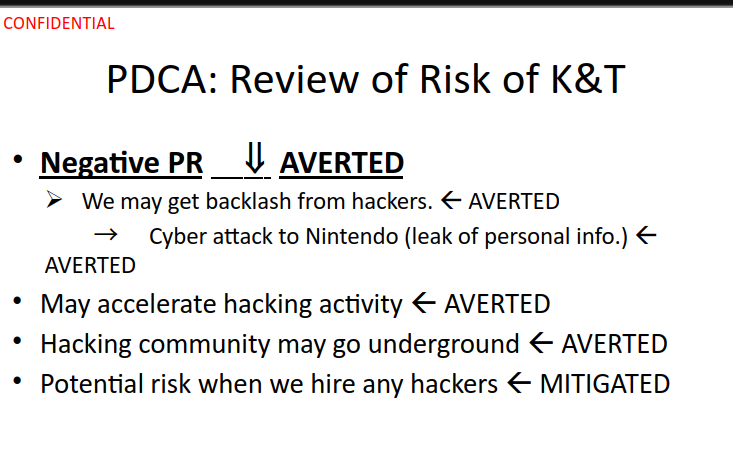 CONFIDENTIAL
PDCA: Review of Risk of K&T
• Negative PR __⇓_ AVERTED
➢ We may get backlash from hackers. ← AVERTED
→ Cyber attack to Nintendo (leak of personal info.) ←
AVERTED
• May accelerate hacking activity ← AVERTED
• Hacking community may go underground ← AVERTED
• Potential risk when we hire any hackers ← MITIGATED